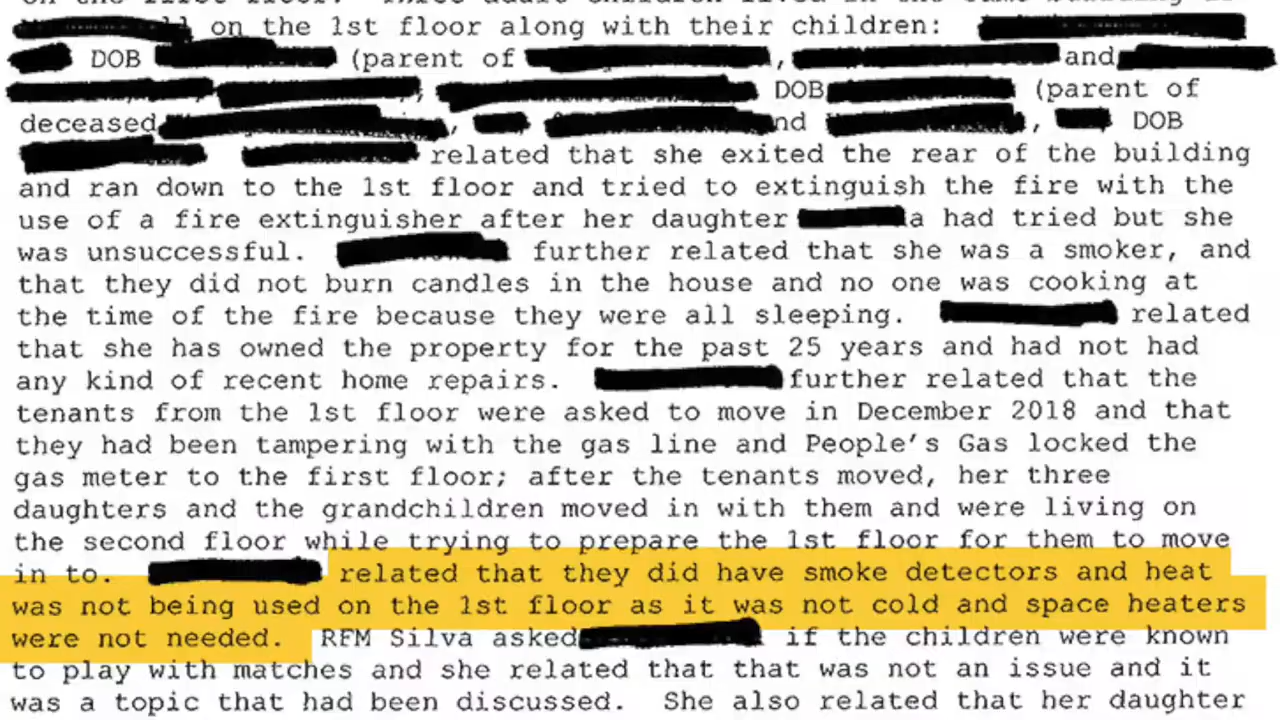 on the 1st floor along with their children:
DOB (parent of , and
; DOB (parent of
deceased , , nd , DOB
related that she exited the rear of the building
and ran down to the 1st floor and tried to extinguish the fire with the
use of a fire extinguisher after her daughter a had tried but she
was unsuccessful. further related that she was a smoker, and
that they did not burn candles in the house and no one was cooking at
the time of the fire because they were all sleeping. related
that she has owned the property for the past 25 years and had not had
any kind of recent home repairs. further related that the
tenants from the 1st floor were asked to move in December 2018 and that
they had been tampering with the gas line and People's Gas locked the
gas meter to the first floor; after the tenants moved, her three
daughters and the grandchildren moved in with them and were living on
the second floor while trying to prepare the 1st floor for them to move
in to. related that they did have smoke detectors and heat
was not being used on the 1st floor as it was not cold and space heaters
were not needed. RFM Silva asked if the children were known
to play with matches and she related that that was not an issue and it
was a topic that had been discussed. She also related that her daughter